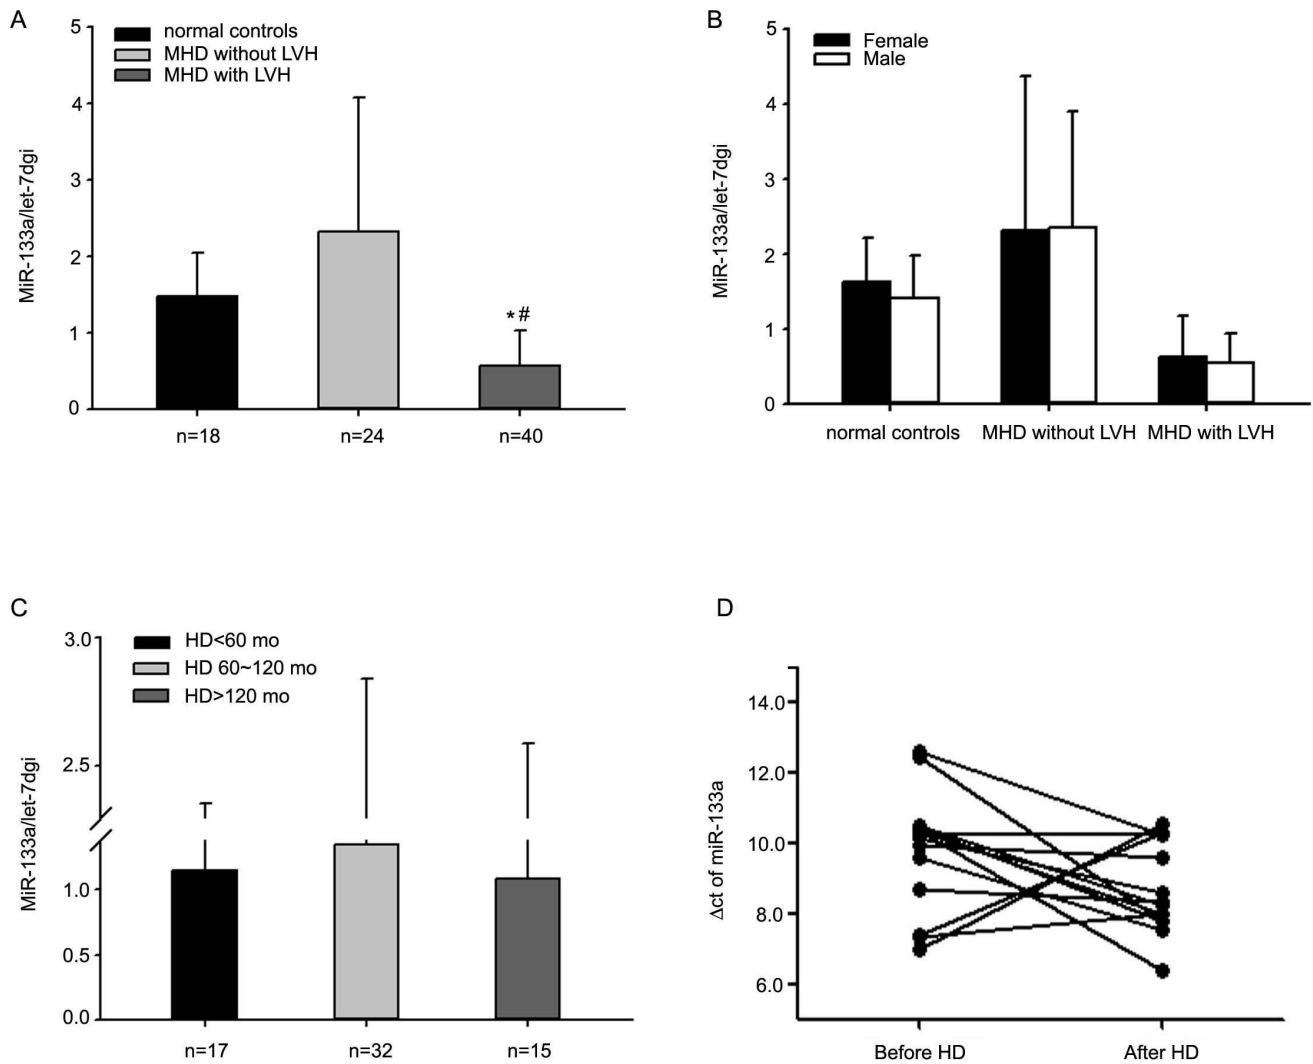 A
5
4
3
2
1
0
MiR-133a/let-7dgi
normal controls
MHD without LVH
MHD with LVH
*#
n=18
n=24
n=40
B
5
4
3
2
1
0
MiR-133a/let-7dgi
Female
Male
normal controls
MHD without LVH
MHD with LVH
C
3.0
2.5
1.0
0.5
0.0
MiR-133a/let-7dgi
HD<60 mo
HD 60~120 mo
HD>120 mo
n=17
n=32
n=15
D
14.0
12.0
10.0
8.0
6.0
Δct of miR-133a
Before HD
After HD